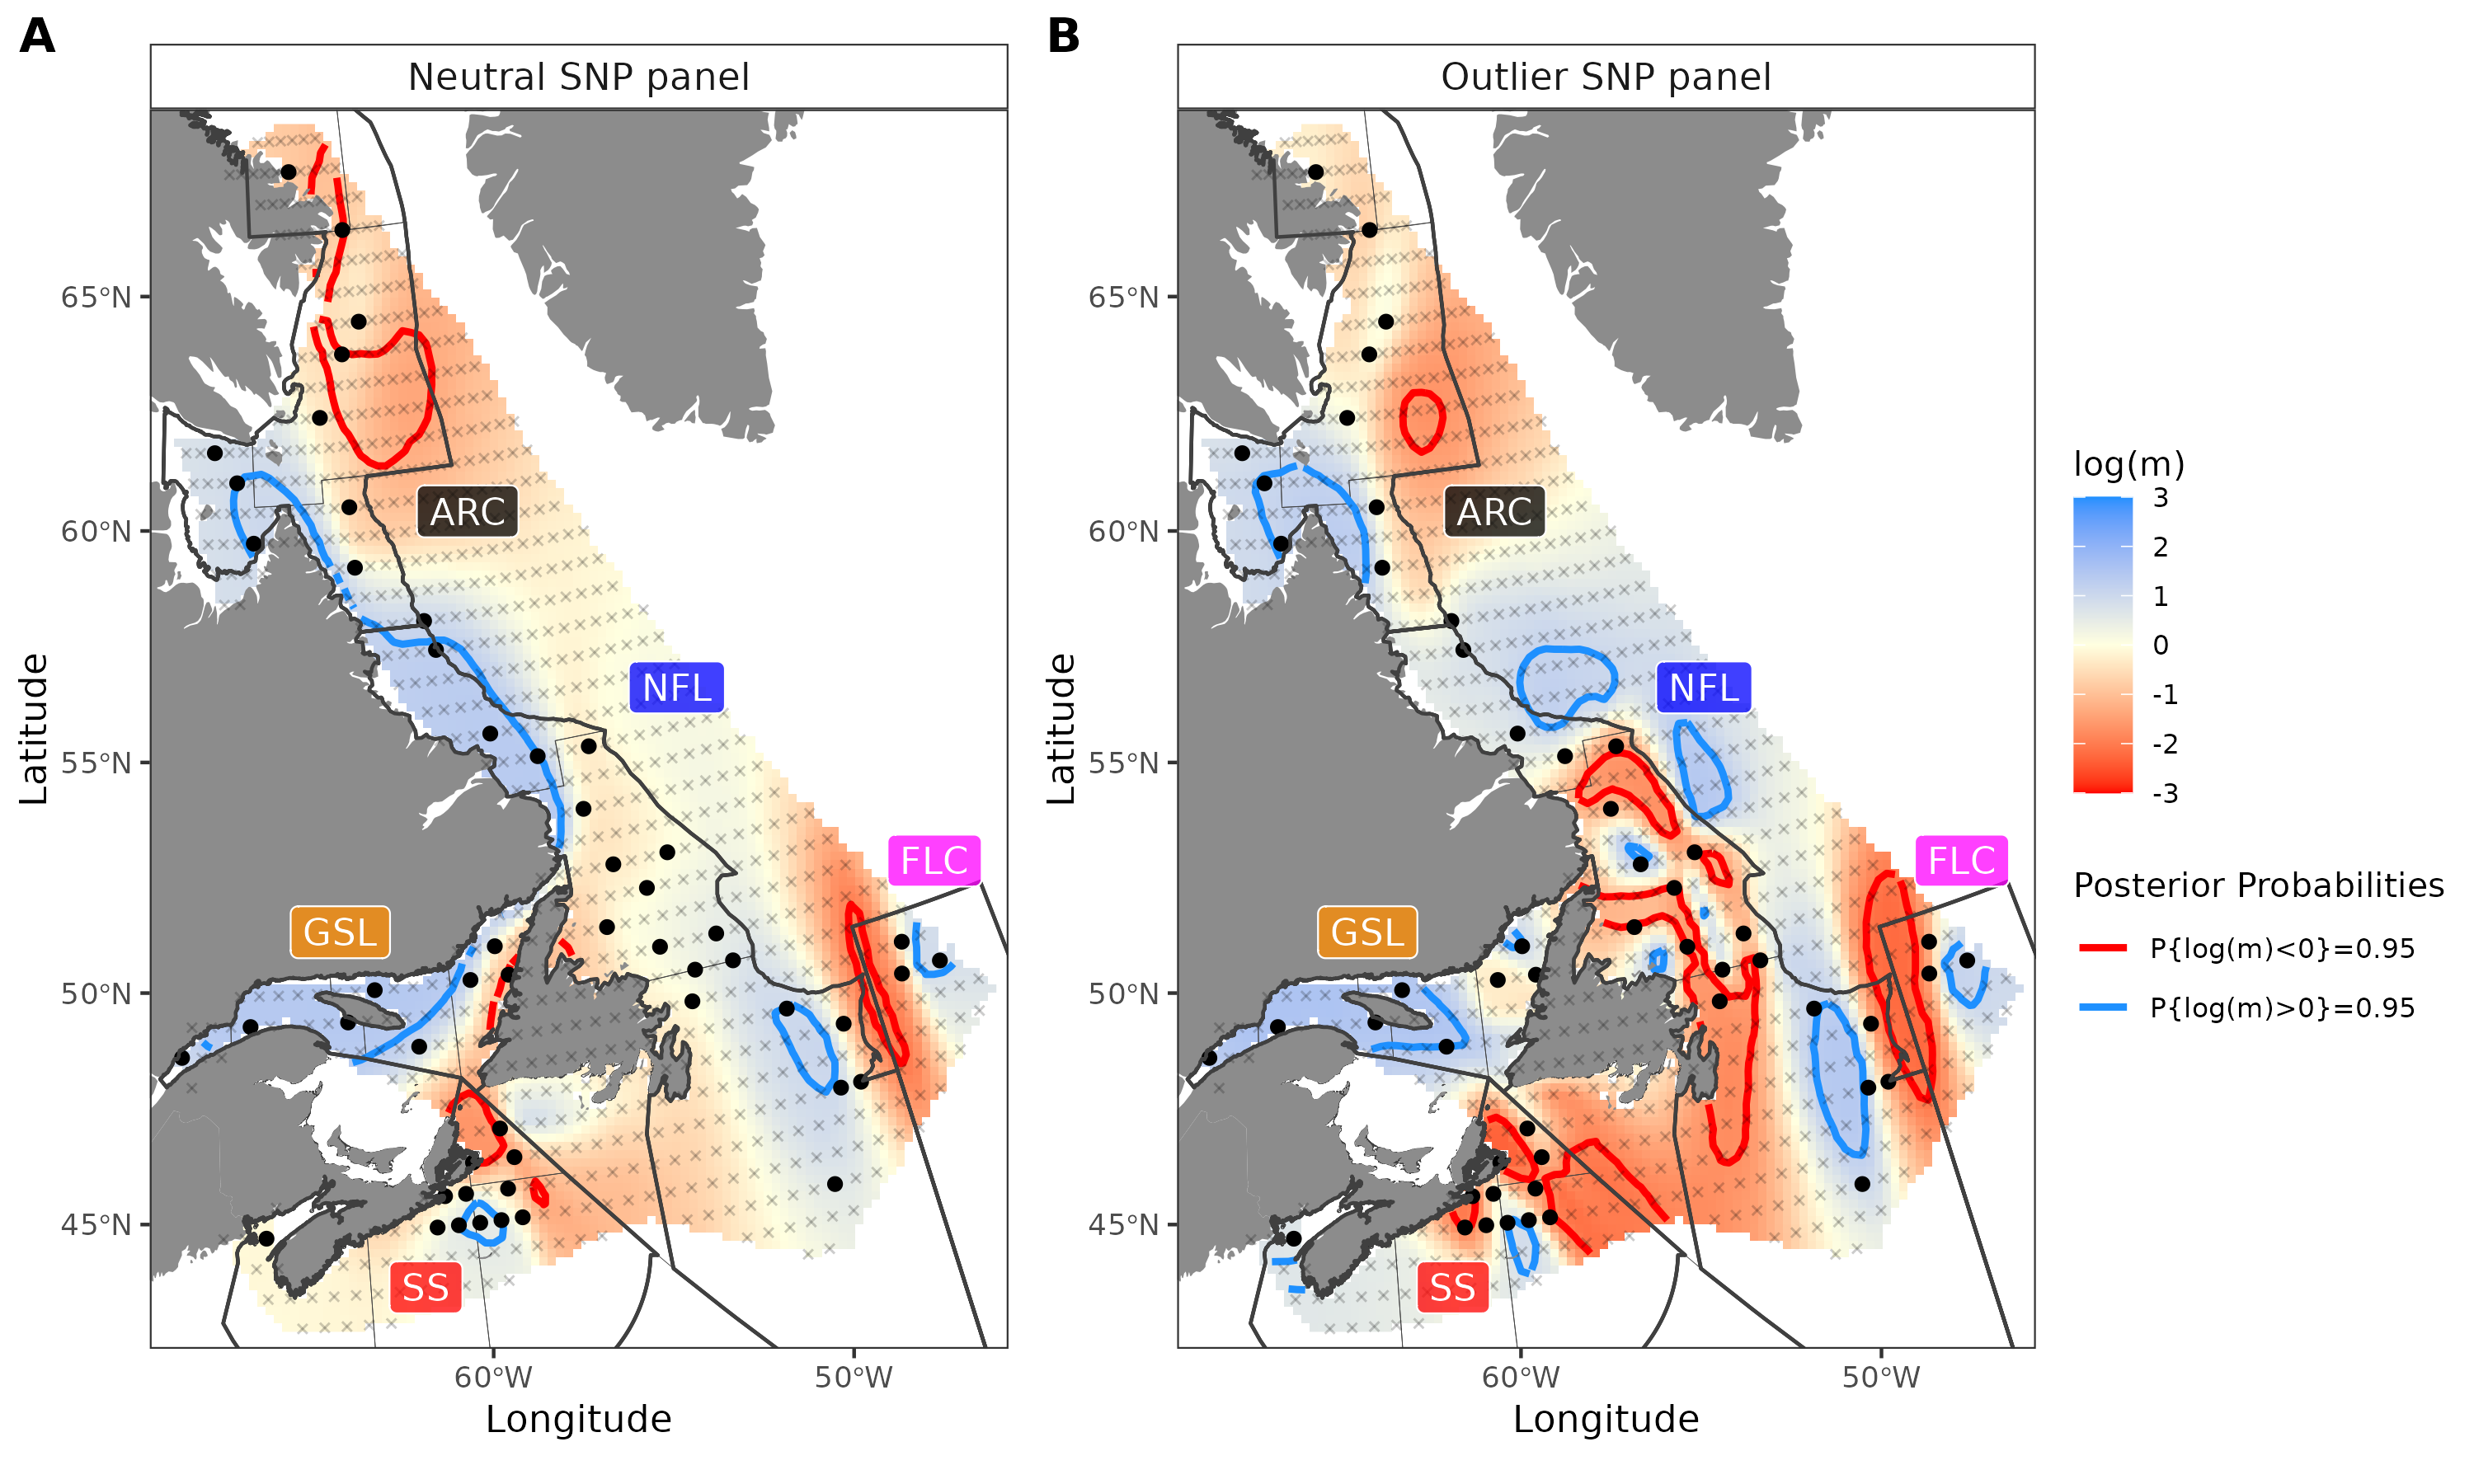 A
B
Neutral SNP panel
Outlier SNP panel
65°N
60°N
55°N
50°N
45°N
Latitude
ARC
NFL
FLC
GSL
SS
60°W
50°W
Longitude
65°N
60°N
55°N
50°N
45°N
Latitude
ARC
NFL
FLC
GSL
SS
60°W
50°W
Longitude
log(m)
3
2
1
0
-1
-2
-3
Posterior Probabilities
P{log(m)<0}=0.95
P{log(m)>0}=0.95